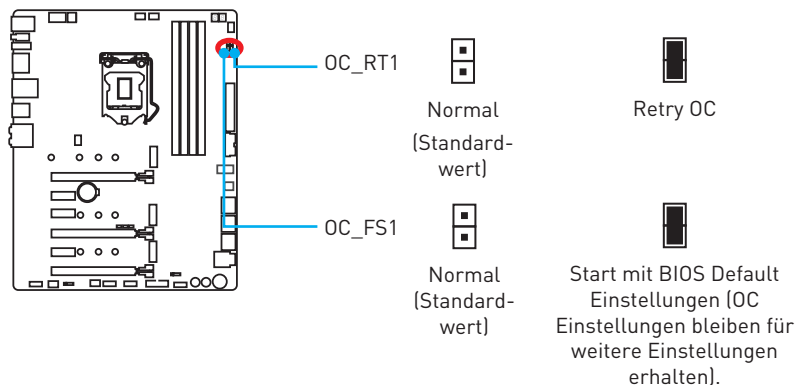 OC_RT1
Normal
(Standard-
wert)
Retry OC
OC_FS1
Normal
(Standard-
wert)
Start mit BIOS Default
Einstellungen (OC
Einstellungen bleiben für
weitere Einstellungen
erhalten).